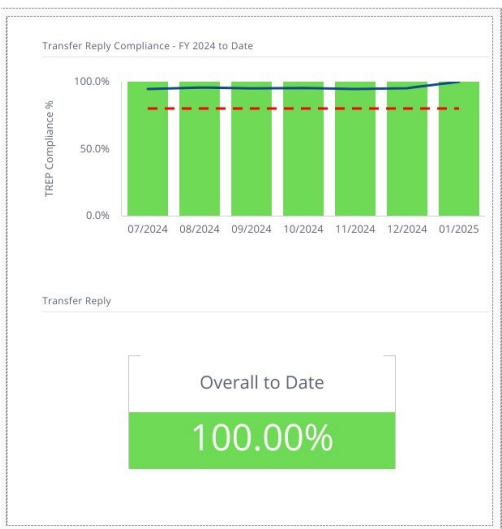 Transfer Reply Compliance - FY 2024 to Date
100.0%
TREP Compliance %
50.0%
0.0%
07/2024 08/2024 09/2024 10/2024 11/2024 12/2024 01/2025
Transfer Reply
Overall to Date
100.00%